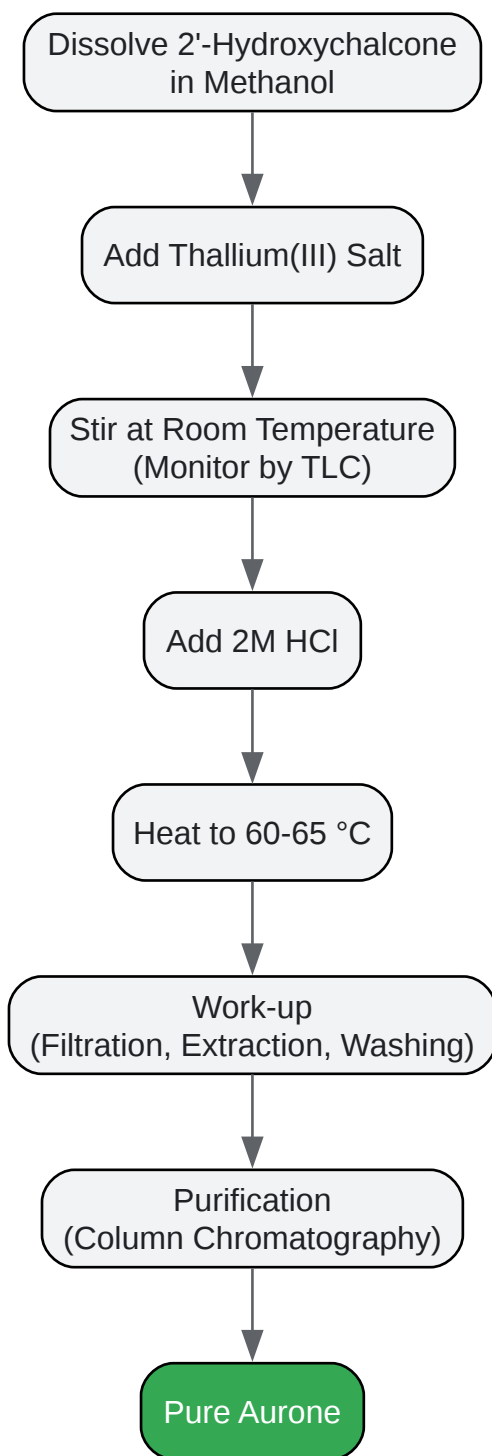 Dissolve 2'-Hydroxychalcone
in Methanol
Add Thallium(III) Salt
Stir at Room Temperature
(Monitor by TLC)
Add 2M HCl
Heat to 60-65 °C
Work-up
(Filtration, Extraction, Washing)
Purification
(Column Chromatography)
Pure Aurone